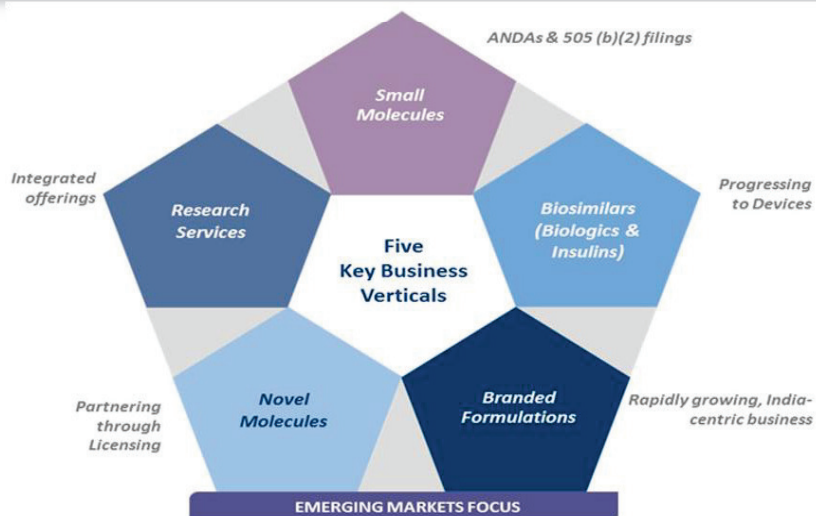 ANDAs & 505 (b)(2) filings
Small
Molecules
Integrated
offerings
Research
Services
Biosimilars
(Biologics &
Insulins)
Progressing
to Devices
Five
Key Business
Verticals
Partnering
through
Licensing
Novel
Molecules
Branded
Formulations
Rapidly growing, India-
centric business
EMERGING MARKETS FOCUS